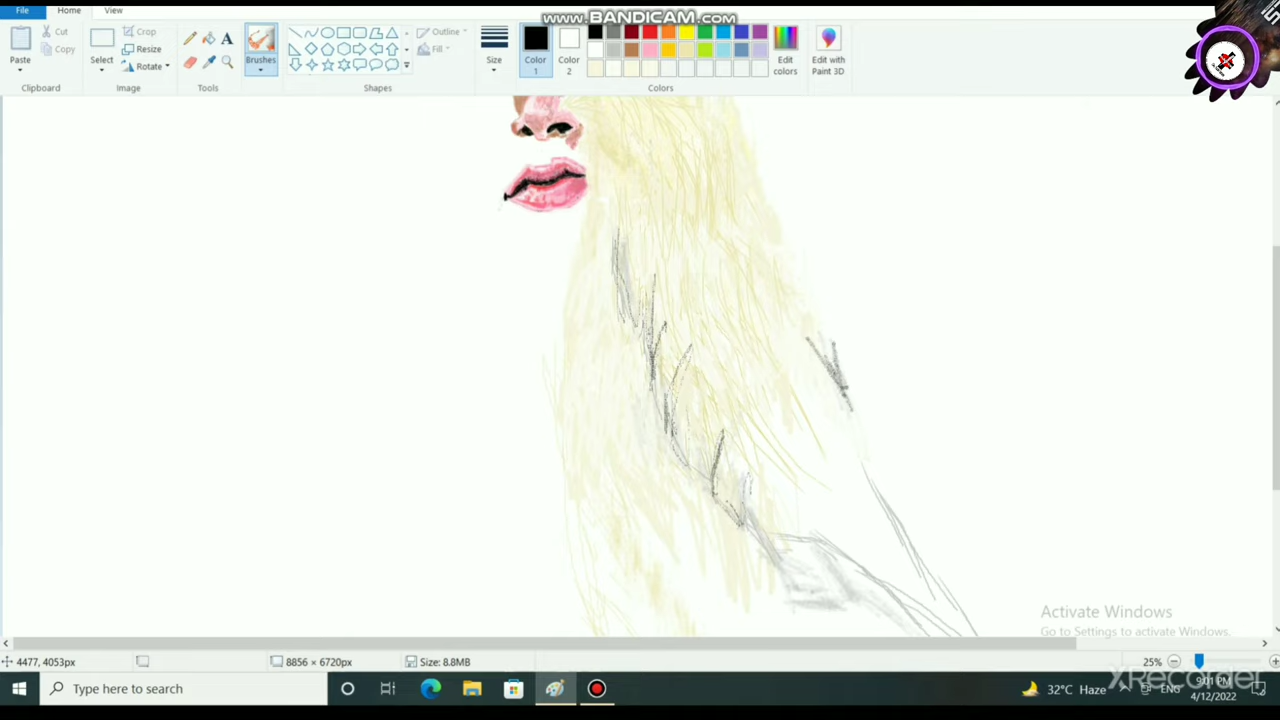 www.BANDICAM.com
File Home View
Paste Cut Copy Select Crop Resize Rotate Brushes Outline Fill Size Color 1 Color 2 Edit colors Edit with Paint 3D
Clipboard Image Tools Shapes Colors
Activate Windows
Go to Settings to activate Windows.
4477, 4053px 8856 × 6720px Size: 8.8MB 25%
XRecorder
Type here to search 32°C Haze ENG 9:01 PM
4/12/2022